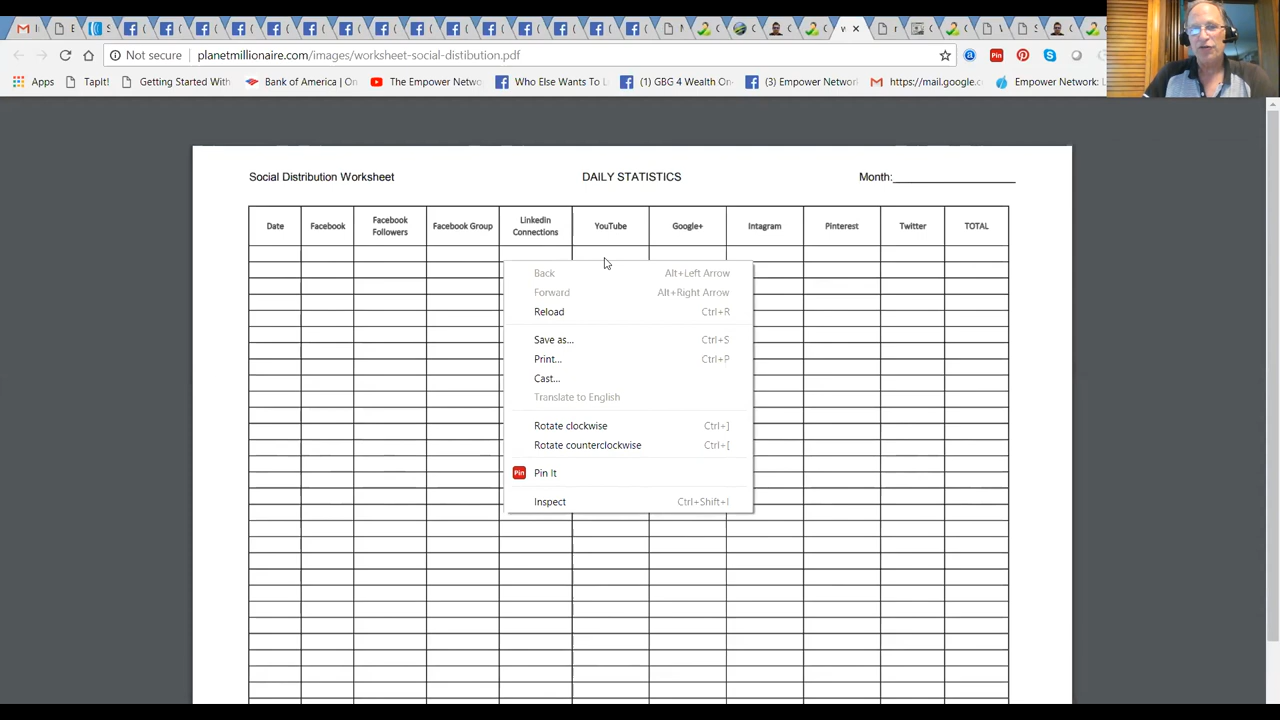 Not secure planetmillionaire.com/images/worksheet-social-distibution.pdf
Apps Tapit! Getting Started With Bank of America | On The Empower Network Who Else Wants To (1) GBG 4 Wealth On (3) Empower Networ https://mail.google.c Empower Network: L
Social Distribution Worksheet DAILY STATISTICS Month:
Date Facebook Facebook Followers Facebook Group LinkedIn Connections YouTube Google+ Intagram Pinterest Twitter TOTAL
Back Alt+Left Arrow
Forward Alt+Right Arrow
Reload Ctrl+R
Save as... Ctrl+S
Print... Ctrl+P
Cast...
Translate to English
Rotate clockwise Ctrl+]
Rotate counterclockwise Ctrl+[
Pin Pin It
Inspect Ctrl+Shift+I